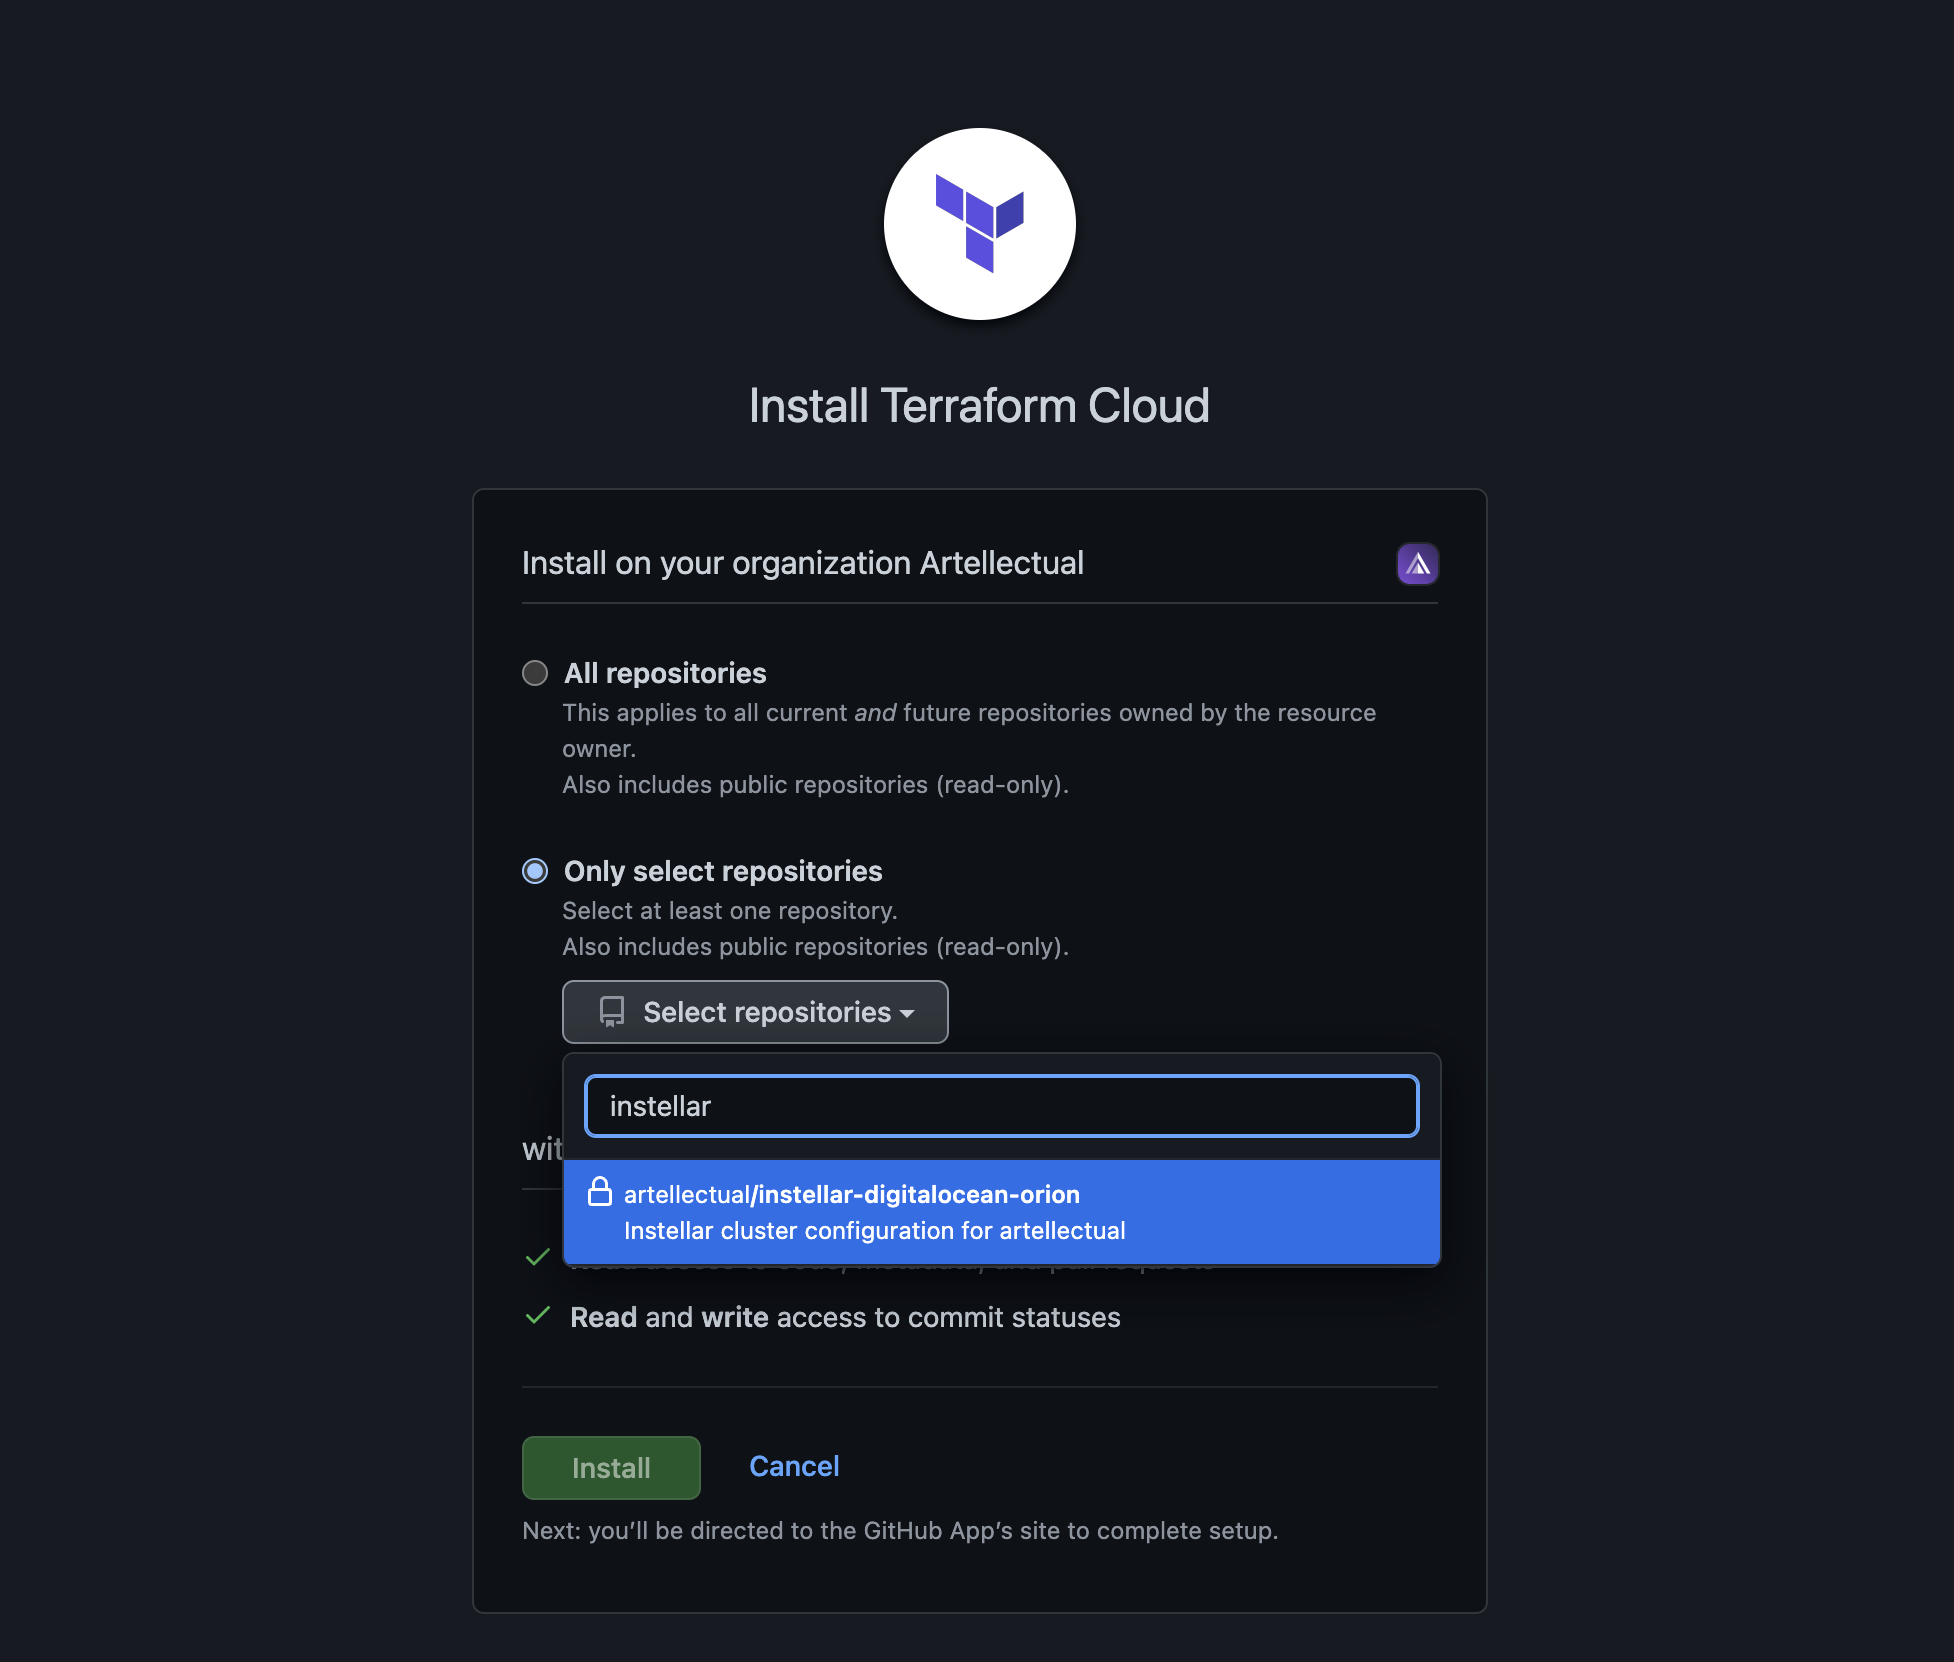 Install Terraform Cloud
Install on your organization Artellectual
All repositories
This applies to all current and future repositories owned by the resource
owner.
Also includes public repositories (read-only).
Only select repositories
Select at least one repository.
Also includes public repositories (read-only).
Select repositories
instellar
wit
artellectual/instellar-digitalocean-orion
Instellar cluster configuration for artellectual
Read and write access to commit statuses
Install
Cancel
Next: you’ll be directed to the GitHub App’s site to complete setup.